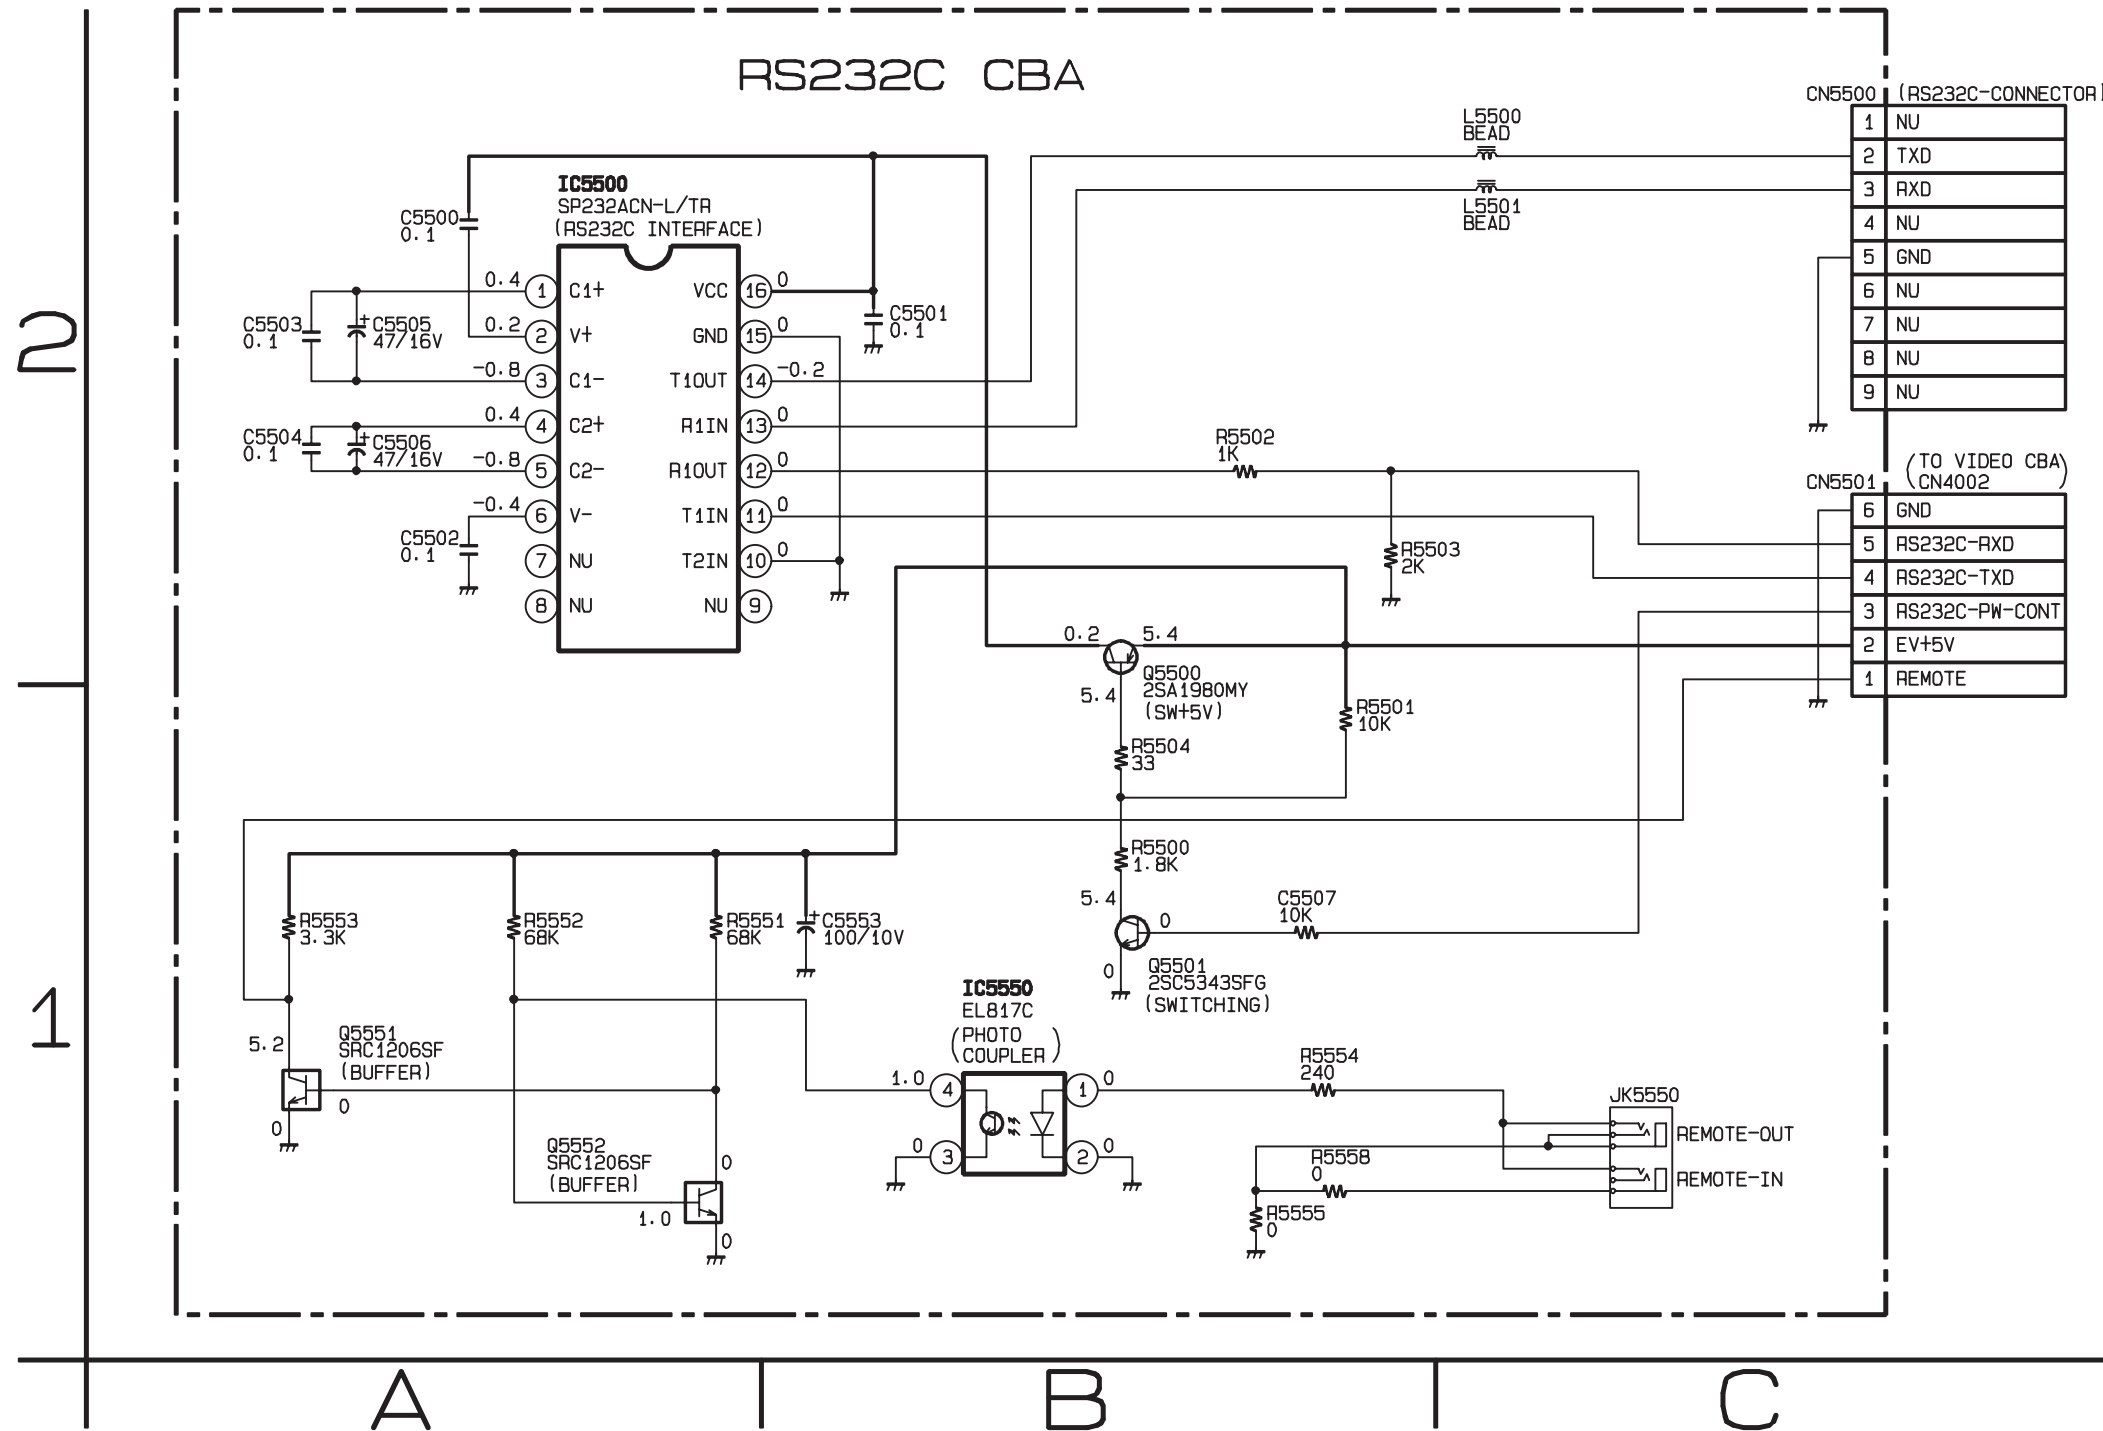 RS232C CBA
CN5500 (RS232C-CONNECTOR)
1 NU
2 TXD
3 RXD
4 NU
5 GND
6 NU
7 NU
8 NU
9 NU
L5500
BEAD
L5501
BEAD
IC5500
SP232ACN-L/TR
(RS232C INTERFACE)
C5500
0.1
C5503
0.1
C5505
47/16V
C5504
0.1
C5506
47/16V
C5502
0.1
C5501
0.1
0.4 1 C1+
0.2 2 V+
-0.8 3 C1-
0.4 4 C2+
-0.8 5 C2-
-0.4 6 V-
7 NU
8 NU
VCC 16 0
GND 15 0
T1OUT 14 -0.2
R1IN 13 0
R1OUT 12 0
T1IN 11 0
T2IN 10 0
NU 9
R5502
1K
R5503
2K
CN5501
(TO VIDEO CBA)
(CN4002)
6 GND
5 RS232C-RXD
4 RS232C-TXD
3 RS232C-PW-CONT
2 EV+5V
1 REMOTE
0.2
5.4
5.4
Q5500
2SA1980MY
(SW+5V)
R5501
10K
R5504
33
R5500
1.8K
5.4
0
0
C5507
10K
Q5501
2SC5343SFG
(SWITCHING)
R5553
3.3K
R5552
68K
R5551
68K
C5553
100/10V
5.2
Q5551
SRC1206SF
(BUFFER)
0
0
Q5552
SRC1206SF
(BUFFER)
1.0
0
0
IC5550
EL817C
(PHOTO
COUPLER)
1.0 4
0 3
1 0
2 0
R5554
240
R5558
0
R5555
0
JK5550
REMOTE-OUT
REMOTE-IN
2
1
A
B
C